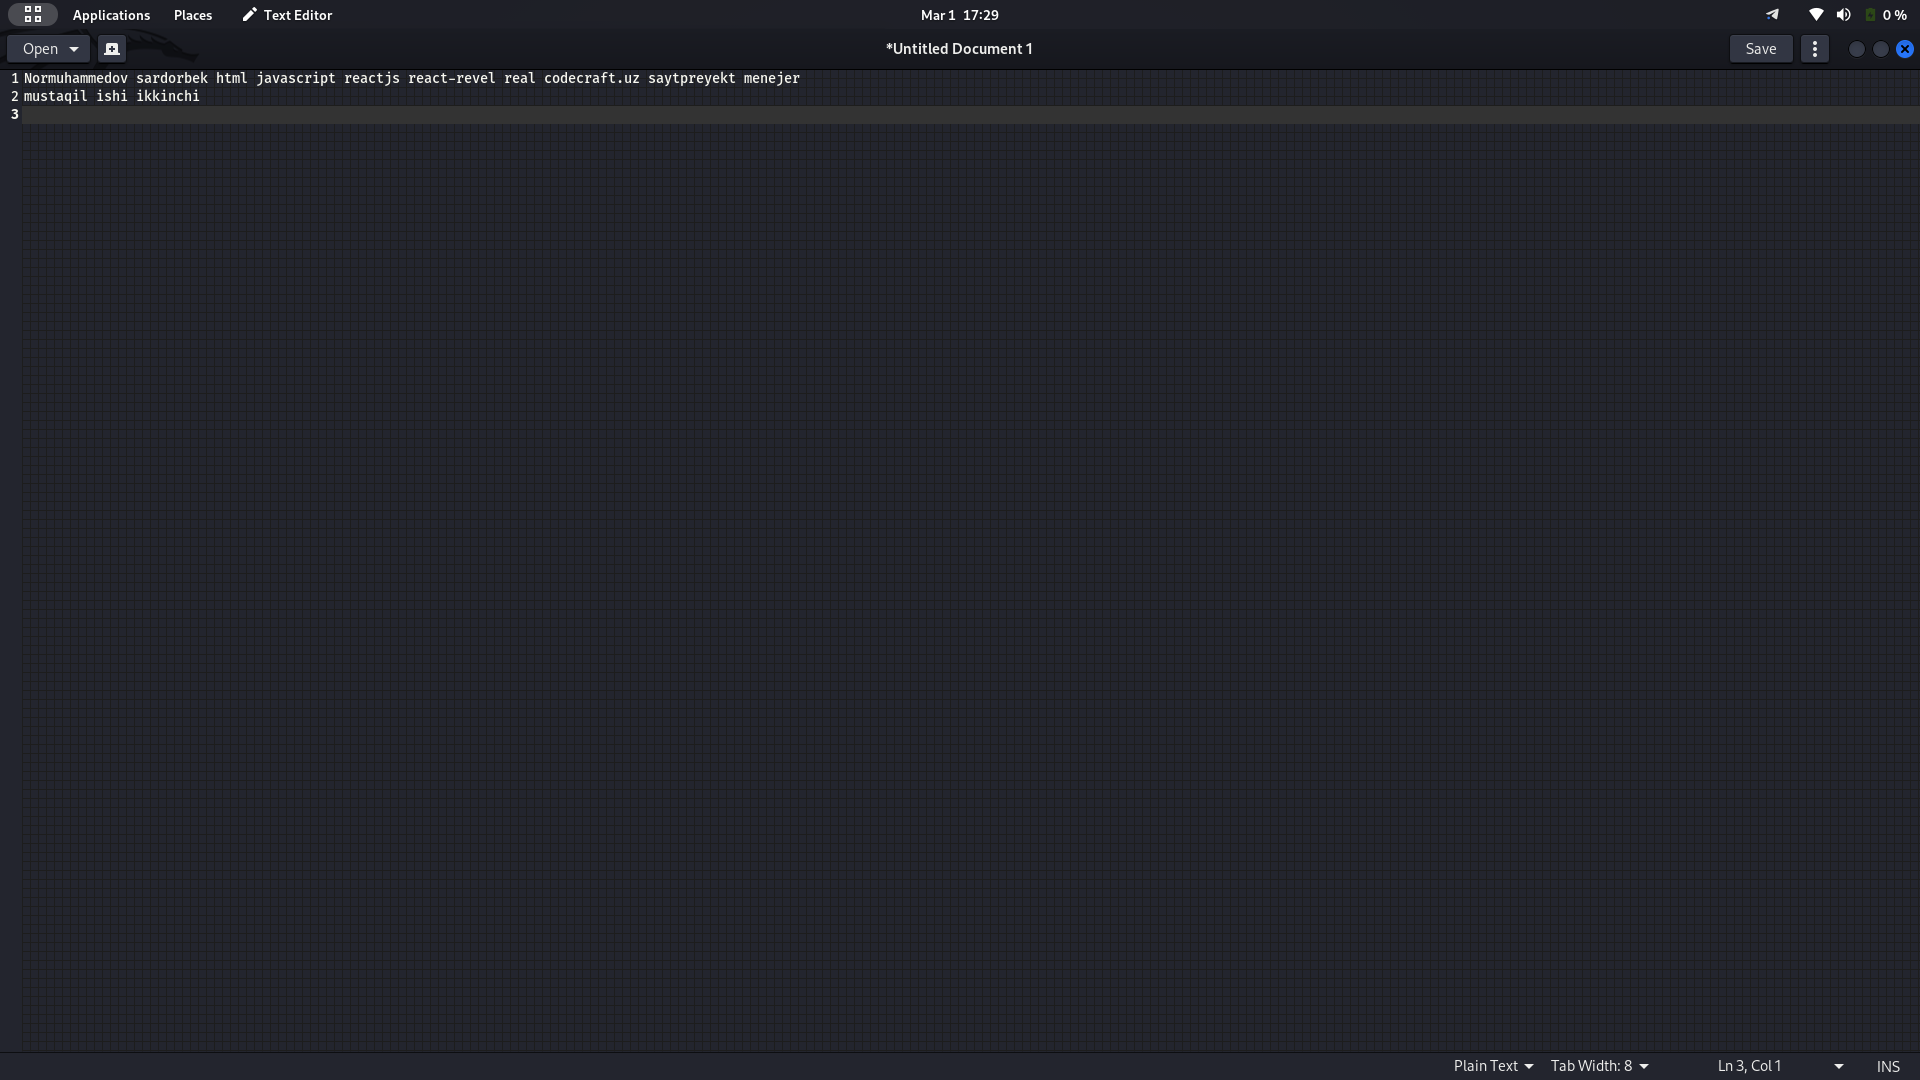 Applications Places Text Editor Mar 1 17:29 0 %
Open *Untitled Document 1 Save
1 Normuhammedov sardorbek html javascript reactjs react-revel real codecraft.uz saytpreyekt menejer
2 mustaqil ishi ikkinchi
3
Plain Text Tab Width: 8 Ln 3, Col 1 INS